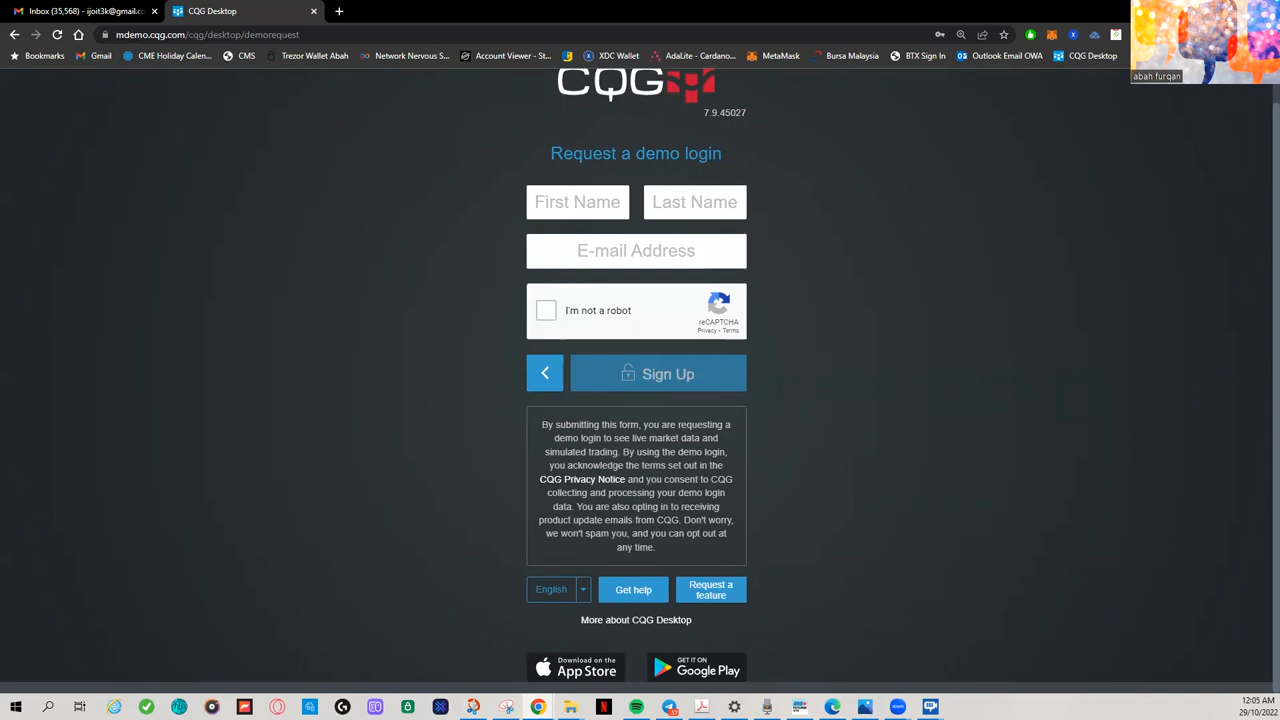 Inbox (35,568) - ijoit3k@gmail.co
CQG Desktop
mdemo.cqg.com/cq/desktop/demorequest
Bookmarks
Gmail
CME Holiday Calen...
CMS
Trezor Wallet Abah
Network Nervous S...
Account Viewer - St...
XDC Wallet
AdaLite - Cardano...
MetaMask
Bursa Malaysia
BTX Sign In
Outlook Email OWA
CQG Desktop
abah furqan
CQG
7.9.45027
Request a demo login
First Name
Last Name
E-mail Address
I'm not a robot
reCAPTCHA
Privacy - Terms
Sign Up
By submitting this form, you are requesting a
demo login to see live market data and
simulated trading. By using the demo login,
you acknowledge the terms set out in the
CQG Privacy Notice and you consent to CQG
collecting and processing your demo login
data. You are also opting in to receiving
product update emails from CQG. Don't worry,
we won't spam you, and you can opt out at
any time.
English
Get help
Request a
feature
More about CQG Desktop
Download on the
App Store
GET IT ON
Google Play
12:05 AM
29/10/2022